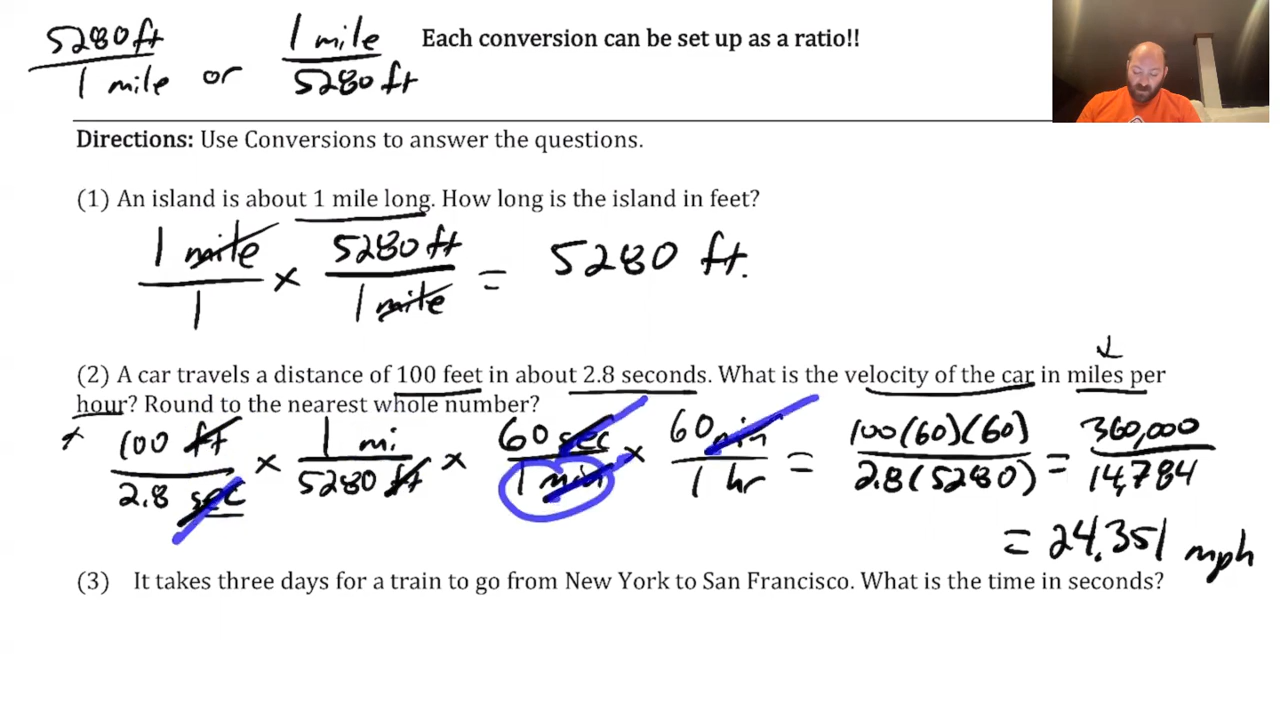 5280 ft / 1 mile or 1 mile / 5280 ft Each conversion can be set up as a ratio!!
Directions: Use Conversions to answer the questions.
(1) An island is about 1 mile long. How long is the island in feet?
1 mile / 1 × 5280 ft / 1 mile = 5280 ft.
(2) A car travels a distance of 100 feet in about 2.8 seconds. What is the velocity of the car in miles per
hour? Round to the nearest whole number?
100 ft / 2.8 sec × 1 mi / 5280 ft × 60 sec / 1 min × 60 min / 1 hr = 100(60)(60) / 2.8(5280) = 360,000 / 14,784
= 24.351 mph
(3) It takes three days for a train to go from New York to San Francisco. What is the time in seconds?